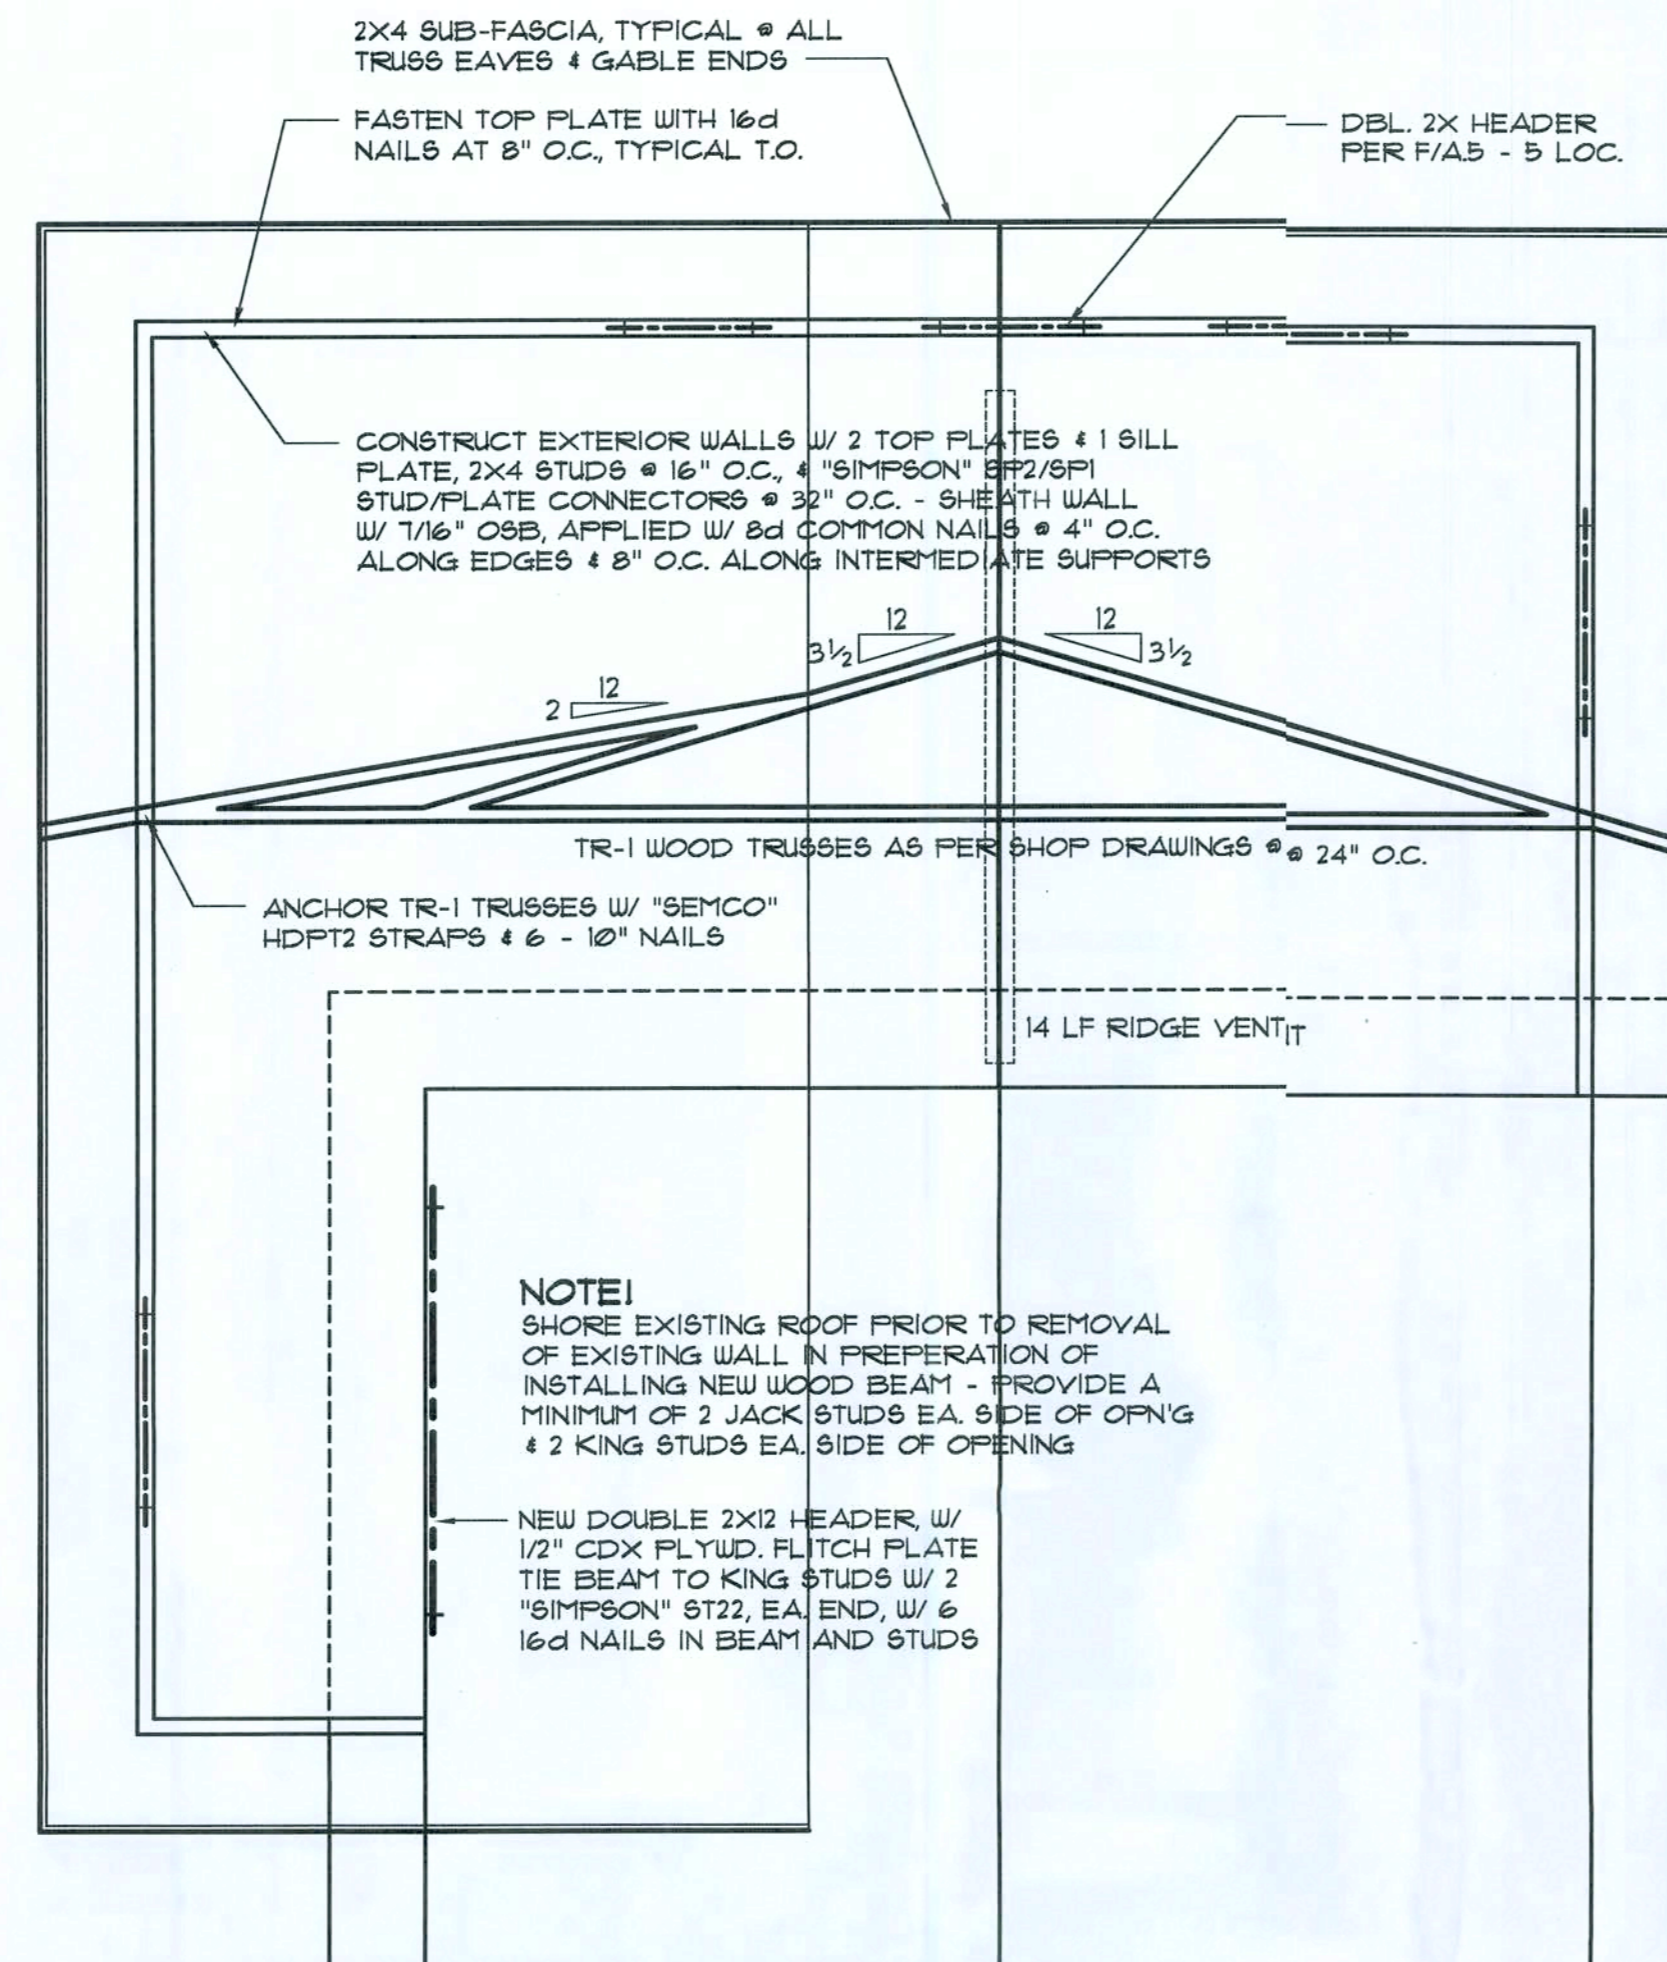 2X4 SUB-FASCIA, TYPICAL @ ALL
TRUSS EAVES & GABLE ENDS
FASTEN TOP PLATE WITH 16d
NAILS AT 8" O.C., TYPICAL T.O.
DBL. 2X HEADER
PER F/A.5 - 5 LOC.
CONSTRUCT EXTERIOR WALLS W/ 2 TOP PLATES & 1 SILL
PLATE, 2X4 STUDS @ 16" O.C., & "SIMPSON" SP2/SP1
STUD/PLATE CONNECTORS @ 32" O.C. - SHEATH WALL
W/ 7/16" OSB, APPLIED W/ 8d COMMON NAILS @ 4" O.C.
ALONG EDGES & 8" O.C. ALONG INTERMEDIATE SUPPORTS
12
3 1/2
12
3 1/2
12
2
TR-1 WOOD TRUSSES AS PER SHOP DRAWINGS @ @ 24" O.C.
ANCHOR TR-1 TRUSSES W/ "SEMCO"
HDPT2 STRAPS & 6 - 10" NAILS
14 LF RIDGE VENTIT
NOTE!
SHORE EXISTING ROOF PRIOR TO REMOVAL
OF EXISTING WALL IN PREPERATION OF
INSTALLING NEW WOOD BEAM - PROVIDE A
MINIMUM OF 2 JACK STUDS EA. SIDE OF OPN'G
& 2 KING STUDS EA. SIDE OF OPENING
NEW DOUBLE 2X12 HEADER, W/
1/2" CDX PLYWD. FLITCH PLATE
TIE BEAM TO KING STUDS W/ 2
"SIMPSON" ST22, EA. END, W/ 6
16d NAILS IN BEAM AND STUDS